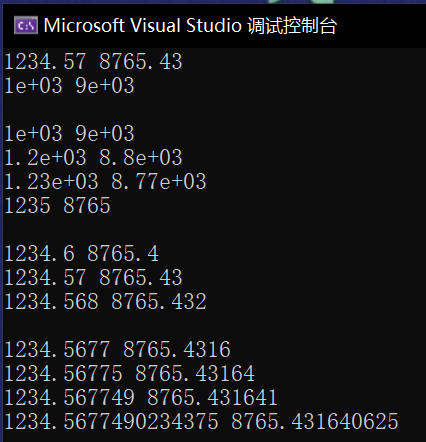 C:\ Microsoft Visual Studio 调试控制台
1234.57 8765.43
1e+03 9e+03
1e+03 9e+03
1.2e+03 8.8e+03
1.23e+03 8.77e+03
1235 8765
1234.6 8765.4
1234.57 8765.43
1234.568 8765.432
1234.5677 8765.4316
1234.56775 8765.43164
1234.567749 8765.431641
1234.5677490234375 8765.431640625